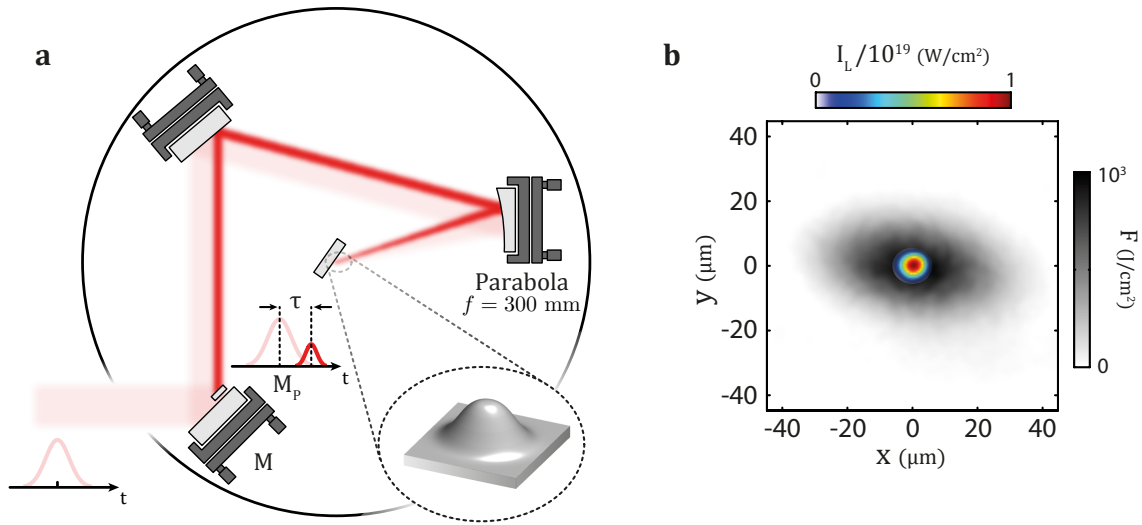 a
Parabola
f = 300 mm
τ
t
M_P
M
t
b
I_L/10^19 (W/cm²)
0
1
40
20
0
-20
-40
y (μm)
-40
-20
0
20
40
x (μm)
10³
0
F (J/cm²)